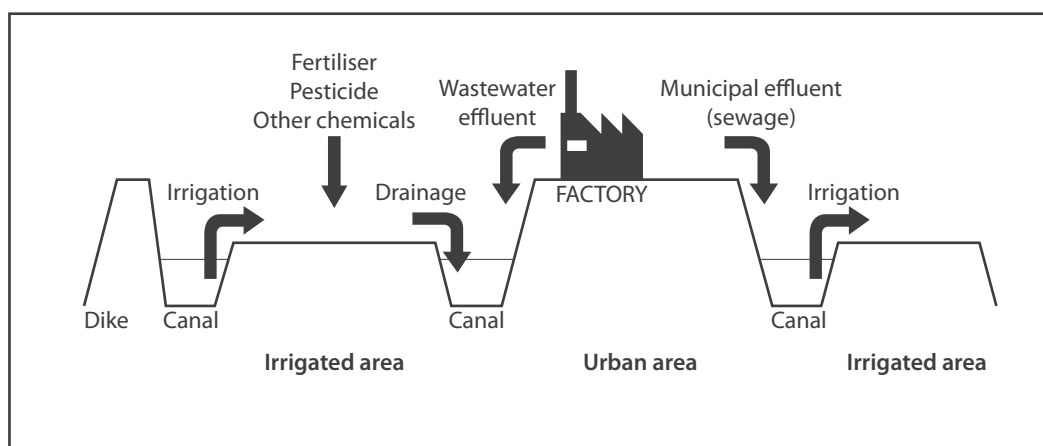 Fertiliser
Pesticide
Other chemicals
Wastewater
effluent
Municipal effluent
(sewage)
Irrigation
Drainage
FACTORY
Irrigation
Dike
Canal
Canal
Canal
Irrigated area
Urban area
Irrigated area